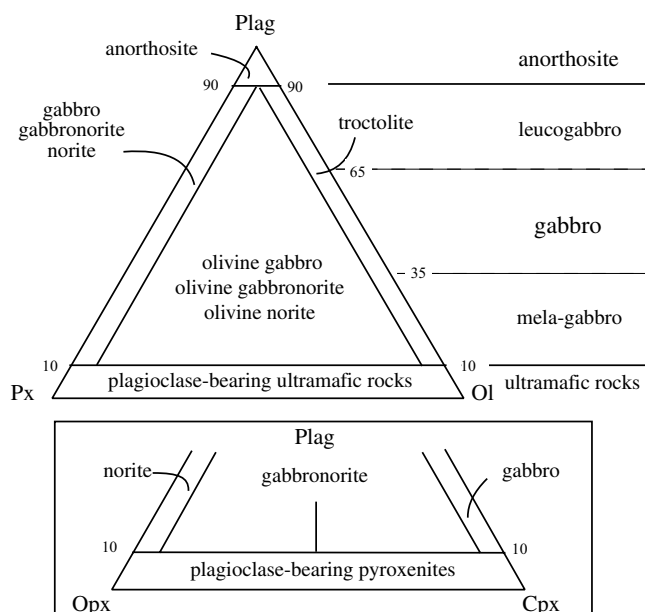 Plag
anorthosite
anorthosite
90
90
gabbro
gabbronorite
norite
troctolite
leucogabbro
65
gabbro
olivine gabbro
olivine gabbronorite
olivine norite
35
mela-gabbro
10
10
plagioclase-bearing ultramafic rocks
ultramafic rocks
Px
Ol
Plag
norite
gabbronorite
gabbro
10
10
plagioclase-bearing pyroxenites
Opx
Cpx